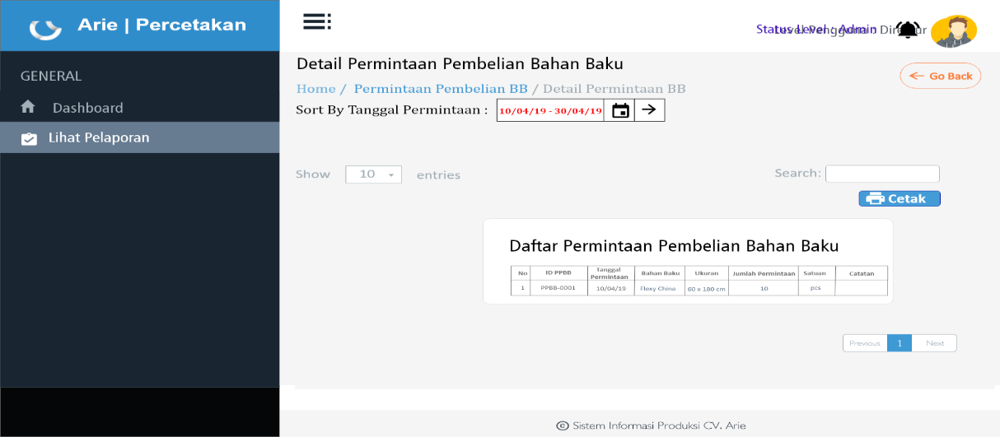 Arie | Percetakan
Status Level : Admin
Level Pengguna : Direktur
GENERAL
Dashboard
Lihat Pelaporan
Detail Permintaan Pembelian Bahan Baku
Go Back
Home / Permintaan Pembelian BB / Detail Permintaan BB
Sort By Tanggal Permintaan : 10/04/19 - 30/04/19
Show 10 entries
Search:
Cetak
Daftar Permintaan Pembelian Bahan Baku
No ID PPBB Tanggal Permintaan Bahan Baku Ukuran Jumlah Permintaan Satuan Catatan
1 PPBB-0001 10/04/19 Flexy China 60 x 180 cm 10 pcs
Previous 1 Next
© Sistem Informasi Produksi CV. Arie